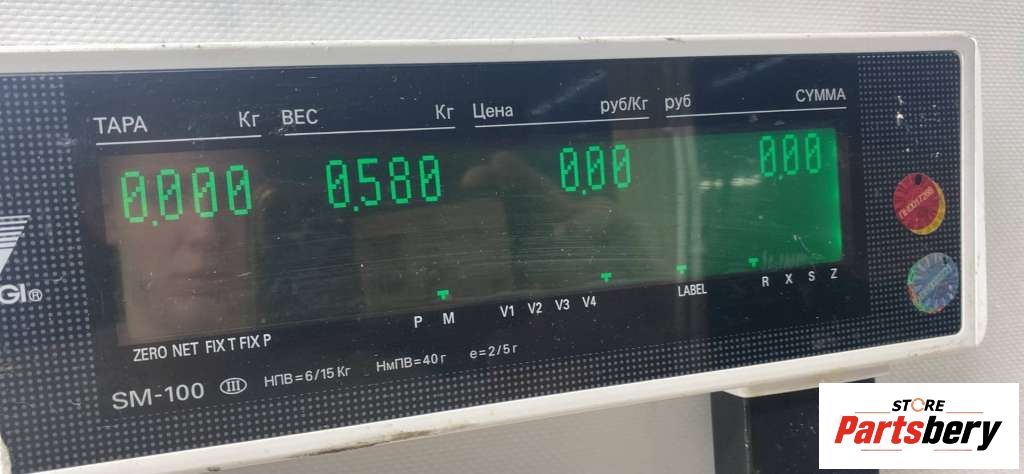 ТАРА Кг ВЕС Кг Цена руб/Кг руб СУММА
0.000 0.580 0.00 0.00
P M V1 V2 V3 V4 LABEL R X S Z
ZERO NET FIX T FIX P
GI®
SM-100 III НПВ=6/15 Кг НмПВ=40 г e=2/5 г
STORE
Partsbery